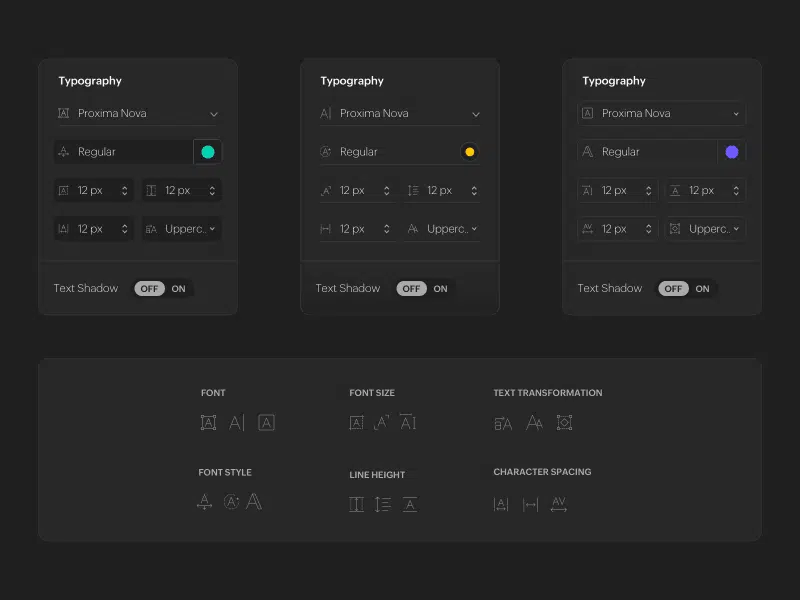 Typography
Proxima Nova
Regular
12 px 12 px
12 px Upperc..
Text Shadow OFF ON
Typography
Proxima Nova
Regular
12 px 12 px
12 px Upperc..
Text Shadow OFF ON
Typography
Proxima Nova
Regular
12 px 12 px
12 px Upperc..
Text Shadow OFF ON
FONT FONT SIZE TEXT TRANSFORMATION
FONT STYLE LINE HEIGHT CHARACTER SPACING